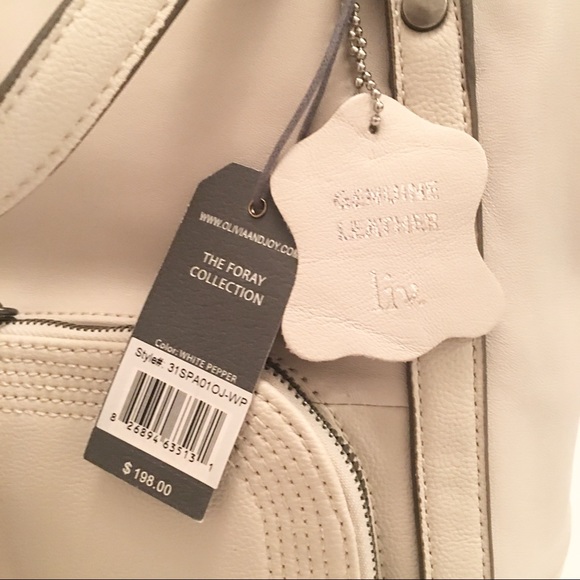 WWW.OLIVIAANDJOY.COM
THE FORAY
COLLECTION
Color: WHITE PEPPER
Style#: 31SPA01OJ-WP
8 26894 63513 1
$ 198.00
GENUINE
LEATHER